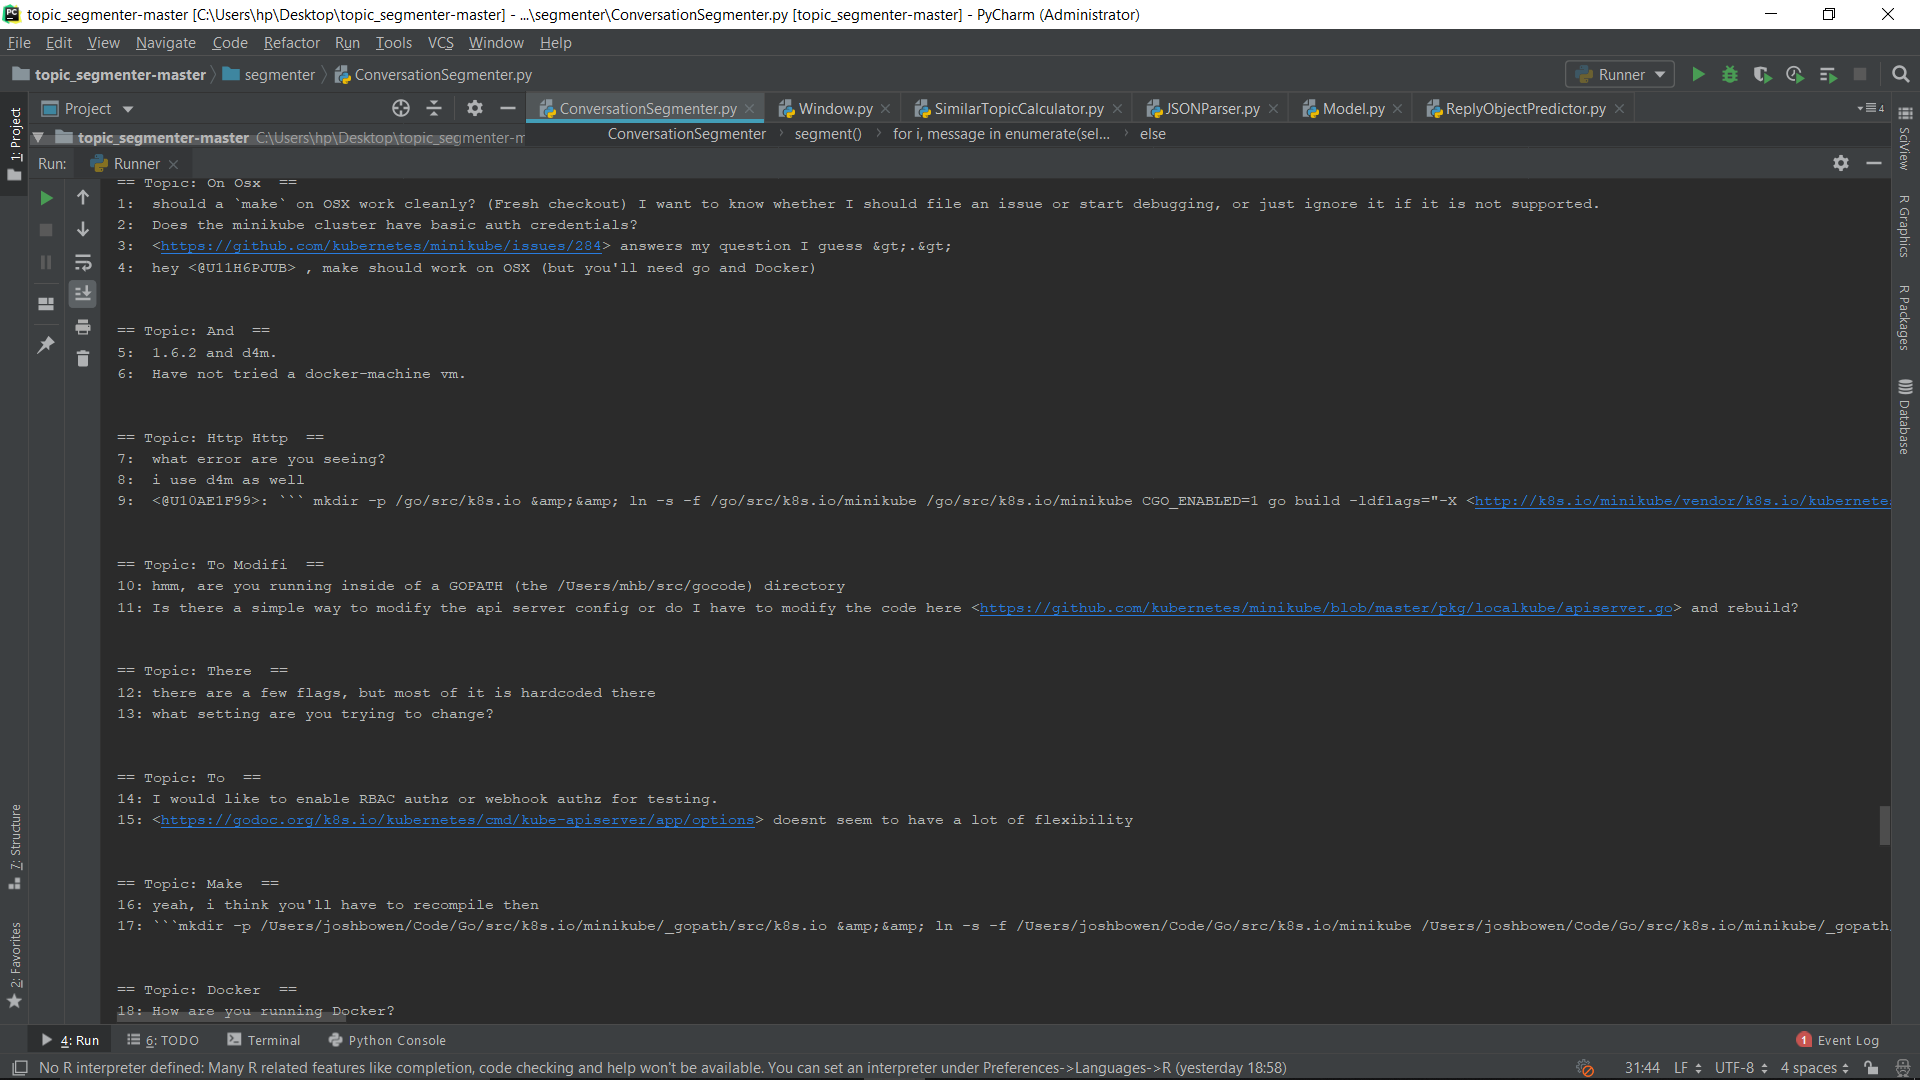 topic_segmenter-master [C:\Users\hp\Desktop\topic_segmenter-master] - ...\segmenter\ConversationSegmenter.py [topic_segmenter-master] - PyCharm (Administrator)
File Edit View Navigate Code Refactor Run Tools VCS Window Help
topic_segmenter-master segmenter ConversationSegmenter.py Runner
Project ConversationSegmenter.py Window.py SimilarTopicCalculator.py JSONParser.py Model.py ReplyObjectPredictor.py 4
topic_segmenter-master C:\Users\hp\Desktop\topic_segmenter-m ConversationSegmenter segment() for i, message in enumerate(sel... else
Run: Runner
== Topic: On Osx ==
1: should a `make` on OSX work cleanly? (Fresh checkout) I want to know whether I should file an issue or start debugging, or just ignore it if it is not supported.
2: Does the minikube cluster have basic auth credentials?
3: <https://github.com/kubernetes/minikube/issues/284> answers my question I guess &gt;.&gt;
4: hey <@U11H6PJUB> , make should work on OSX (but you'll need go and Docker)
== Topic: And ==
5: 1.6.2 and d4m.
6: Have not tried a docker-machine vm.
== Topic: Http Http ==
7: what error are you seeing?
8: i use d4m as well
9: <@U10AE1F99>: ``` mkdir -p /go/src/k8s.io &amp;&amp; ln -s -f /go/src/k8s.io/minikube /go/src/k8s.io/minikube CGO_ENABLED=1 go build -ldflags="-X <http://k8s.io/minikube/vendor/k8s.io/kubernetes
== Topic: To Modifi ==
10: hmm, are you running inside of a GOPATH (the /Users/mhb/src/gocode) directory
11: Is there a simple way to modify the api server config or do I have to modify the code here <https://github.com/kubernetes/minikube/blob/master/pkg/localkube/apiserver.go> and rebuild?
== Topic: There ==
12: there are a few flags, but most of it is hardcoded there
13: what setting are you trying to change?
== Topic: To ==
14: I would like to enable RBAC authz or webhook authz for testing.
15: <https://godoc.org/k8s.io/kubernetes/cmd/kube-apiserver/app/options> doesnt seem to have a lot of flexibility
== Topic: Make ==
16: yeah, i think you'll have to recompile then
17: ```mkdir -p /Users/joshbowen/Code/Go/src/k8s.io/minikube/_gopath/src/k8s.io &amp;&amp; ln -s -f /Users/joshbowen/Code/Go/src/k8s.io/minikube /Users/joshbowen/Code/Go/src/k8s.io/minikube/_gopath/
== Topic: Docker ==
18: How are you running Docker?
1: Project
7: Structure
2: Favorites
SciView
R Graphics
R Packages
Database
4: Run 6: TODO Terminal Python Console 1 Event Log
No R interpreter defined: Many R related features like completion, code checking and help won't be available. You can set an interpreter under Preferences->Languages->R (yesterday 18:58) 31:44 LF UTF-8 4 spaces